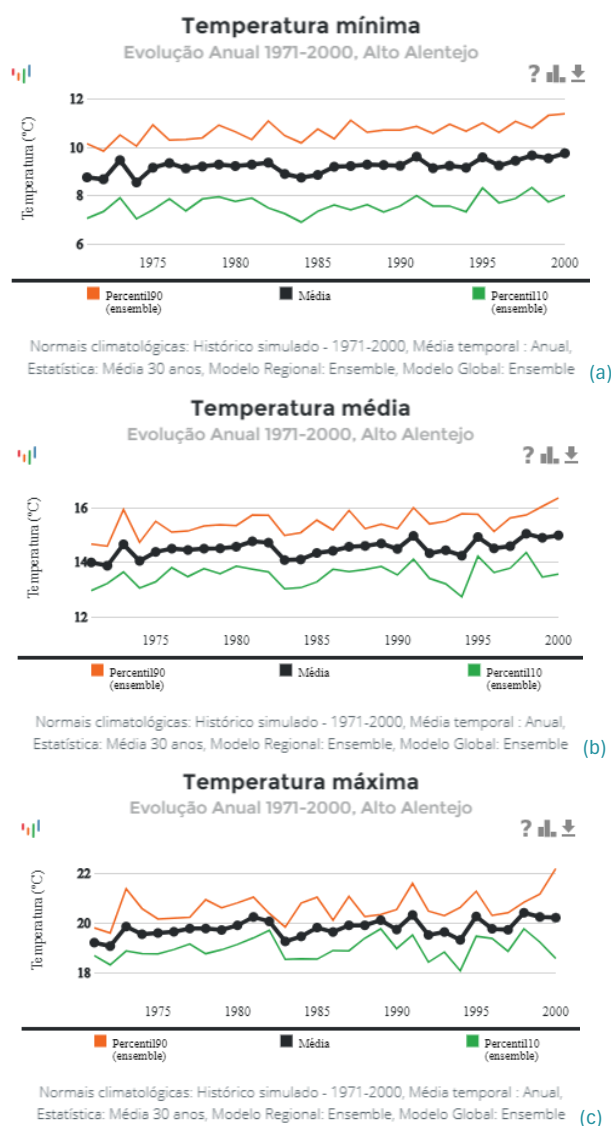 Temperatura mínima
Evolução Anual 1971-2000, Alto Alentejo
?
Temperatura (°C)
12
10
8
6
1975 1980 1985 1990 1995 2000
Percentil90 (ensemble) Média Percentil10 (ensemble)
Normais climatológicas: Histórico simulado - 1971-2000, Média temporal : Anual,
Estatística: Média 30 anos, Modelo Regional: Ensemble, Modelo Global: Ensemble (a)
Temperatura média
Evolução Anual 1971-2000, Alto Alentejo
?
Temperatura (°C)
16
14
12
1975 1980 1985 1990 1995 2000
Percentil90 (ensemble) Média Percentil10 (ensemble)
Normais climatológicas: Histórico simulado - 1971-2000, Média temporal : Anual,
Estatística: Média 30 anos, Modelo Regional: Ensemble, Modelo Global: Ensemble (b)
Temperatura máxima
Evolução Anual 1971-2000, Alto Alentejo
?
Temperatura (°C)
22
20
18
1975 1980 1985 1990 1995 2000
Percentil90 (ensemble) Média Percentil10 (ensemble)
Normais climatológicas: Histórico simulado - 1971-2000, Média temporal : Anual,
Estatística: Média 30 anos, Modelo Regional: Ensemble, Modelo Global: Ensemble (c)